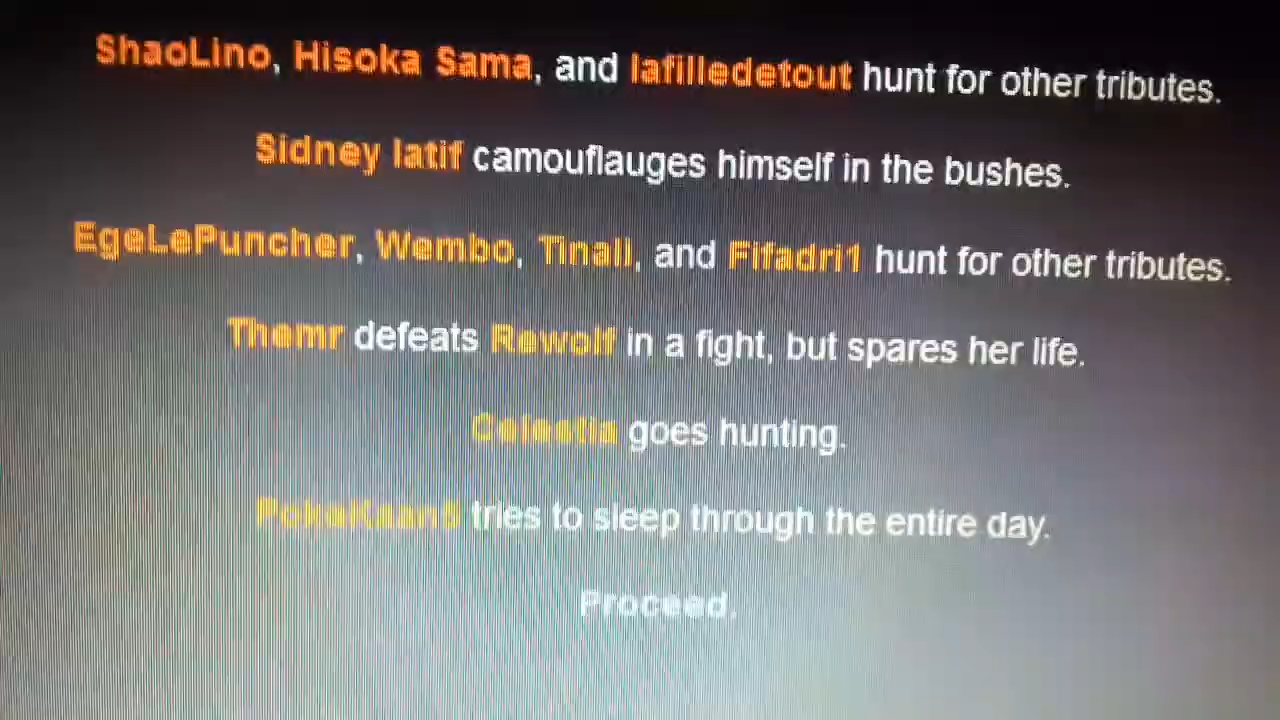 ShaoLino, Hisoka Sama, and lafilledetout hunt for other tributes.
Sidney latif camouflauges himself in the bushes.
EgeLePuncher, Wembo, Tinall, and Fifadri1 hunt for other tributes.
Themr defeats Rewolf in a fight, but spares her life.
Celestia goes hunting.
PokeKaan5 tries to sleep through the entire day.
Proceed.